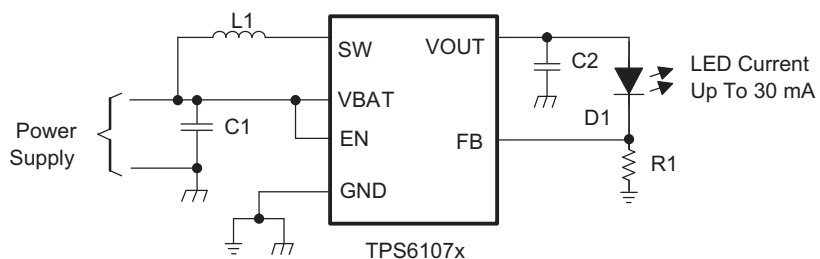 L1
SW
VOUT
C2
LED Current
Up To 30 mA
Power
Supply
C1
VBAT
EN
FB
D1
R1
GND
TPS6107x